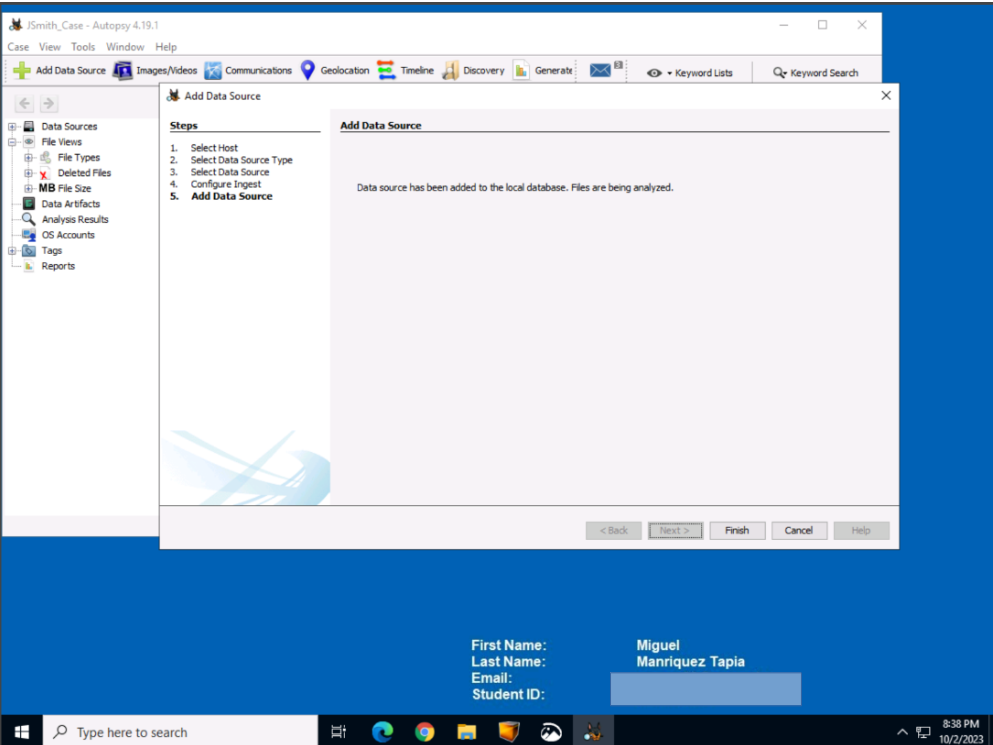 JSmith_Case - Autopsy 4.19.1
Case View Tools Window Help
Add Data Source Images/Videos Communications Geolocation Timeline Discovery Generate Keyword Lists Keyword Search
Add Data Source
Data Sources
File Views
File Types
Deleted Files
MB File Size
Data Artifacts
Analysis Results
OS Accounts
Tags
Reports
Steps
1. Select Host
2. Select Data Source Type
3. Select Data Source
4. Configure Ingest
5. Add Data Source
Add Data Source
Data source has been added to the local database. Files are being analyzed.
< Back Next > Finish Cancel Help
First Name: Miguel
Last Name: Manriquez Tapia
Email:
Student ID:
Type here to search
8:38 PM
10/2/2023